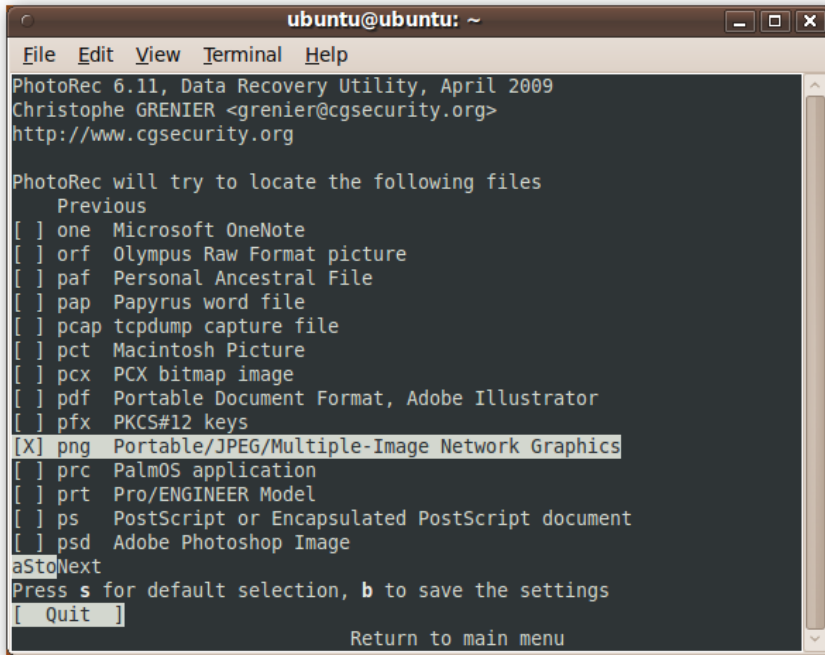 ubuntu@ubuntu: ~
File Edit View Terminal Help
PhotoRec 6.11, Data Recovery Utility, April 2009
Christophe GRENIER <grenier@cgsecurity.org>
http://www.cgsecurity.org
PhotoRec will try to locate the following files
Previous
[ ] one Microsoft OneNote
[ ] orf Olympus Raw Format picture
[ ] paf Personal Ancestral File
[ ] pap Papyrus word file
[ ] pcap tcpdump capture file
[ ] pct Macintosh Picture
[ ] pcx PCX bitmap image
[ ] pdf Portable Document Format, Adobe Illustrator
[ ] pfx PKCS#12 keys
[X] png Portable/JPEG/Multiple-Image Network Graphics
[ ] prc PalmOS application
[ ] prt Pro/ENGINEER Model
[ ] ps PostScript or Encapsulated PostScript document
[ ] psd Adobe Photoshop Image
aStoNext
Press s for default selection, b to save the settings
[ Quit ]
Return to main menu